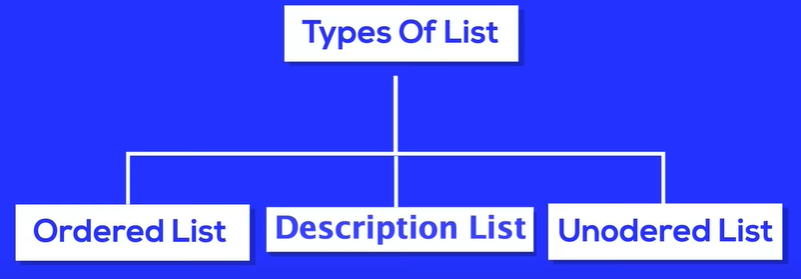 Types Of List
Ordered List
Description List
Unodered List